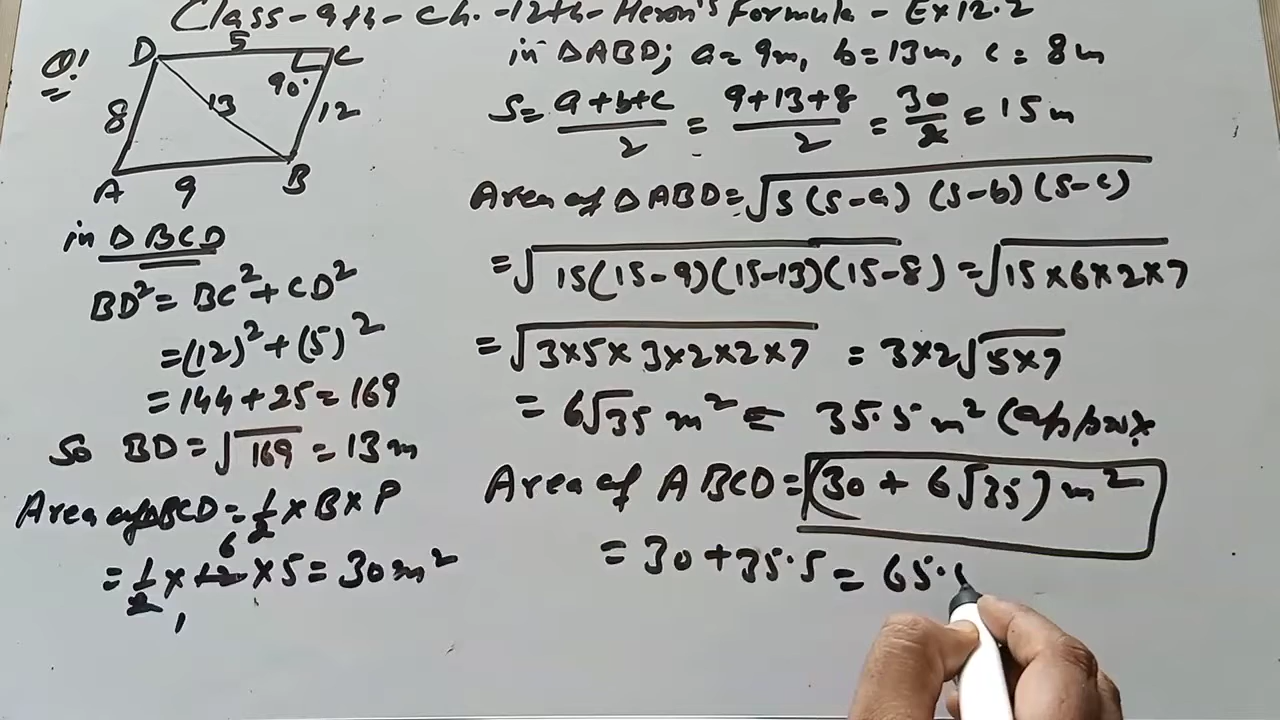 Class-9th-Ch.-12th-Heron's Formula - Ex 12.2
Q1
D 5 C
90°
8 13 12
A 9 B
in ΔBCD
BD² = BC² + CD²
= (12)² + (5)²
= 144 + 25 = 169
So BD = √169 = 13m
Area of ΔBCD = 1/2 × B × P
= 1/2 × 12 × 5 = 30m²
6
1
in ΔABD; a = 9m, b = 13m, c = 8m
S = a+b+c/2 = 9+13+8/2 = 30/2 = 15m
Area of ΔABD = √S(S-a)(S-b)(S-c)
= √15(15-9)(15-13)(15-8) = √15×6×2×7
= √3×5×3×2×2×7 = 3×2√5×7
= 6√35 m² = 35.5m² (approx
Area of ABCD = (30 + 6√35) m²
= 30 + 35.5 = 65.